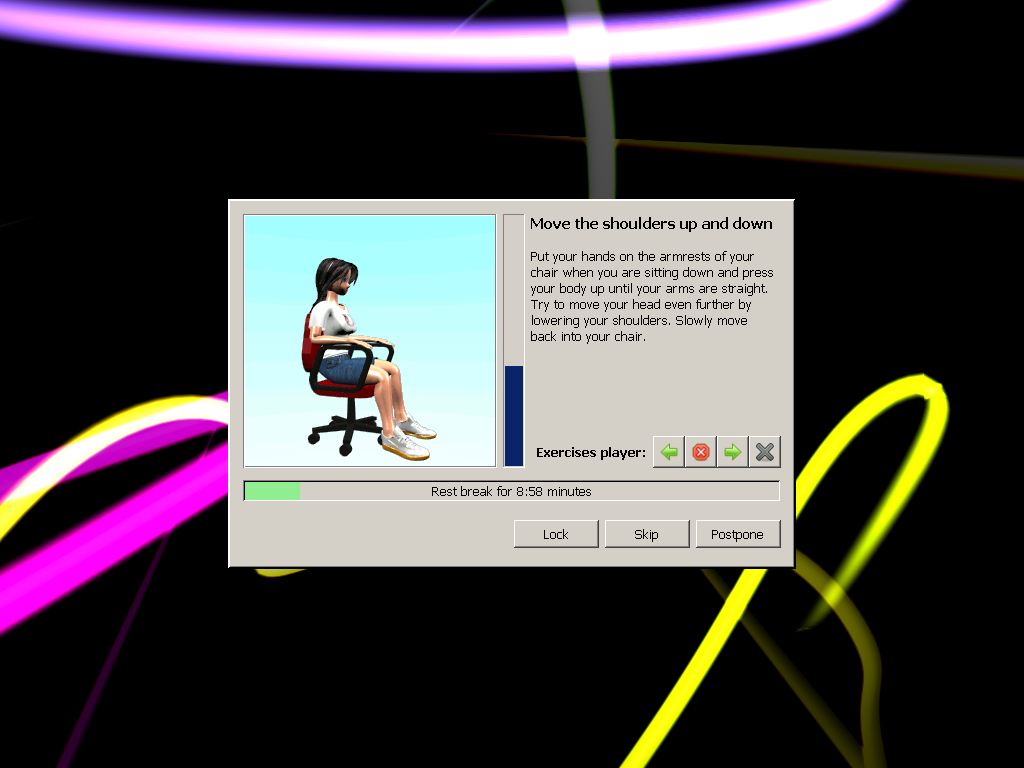 Move the shoulders up and down
Put your hands on the armrests of your
chair when you are sitting down and press
your body up until your arms are straight.
Try to move your head even further by
lowering your shoulders. Slowly move
back into your chair.
Exercises player:
Rest break for 8:58 minutes
Lock
Skip
Postpone